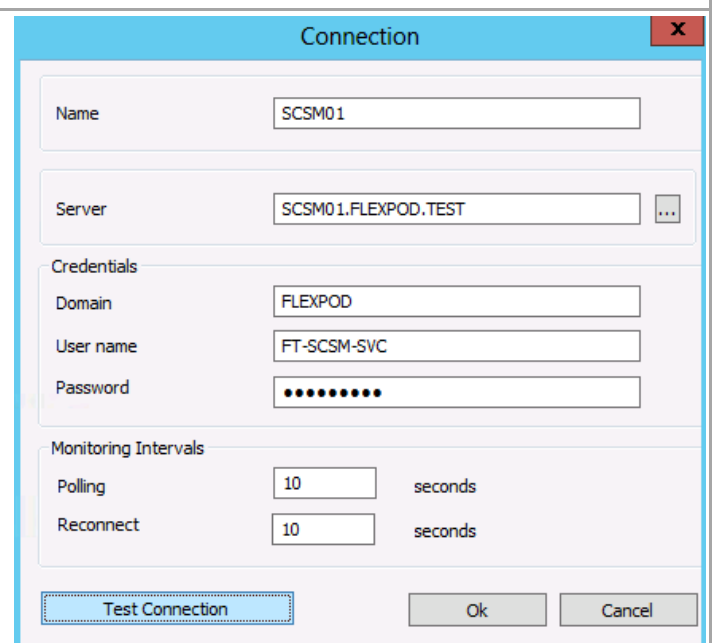 Connection
x
Name SCSM01
Server SCSM01.FLEXPOD.TEST ...
Credentials
Domain FLEXPOD
User name FT-SCSM-SVC
Password ●●●●●●●●●
Monitoring Intervals
Polling 10 seconds
Reconnect 10 seconds
Test Connection Ok Cancel